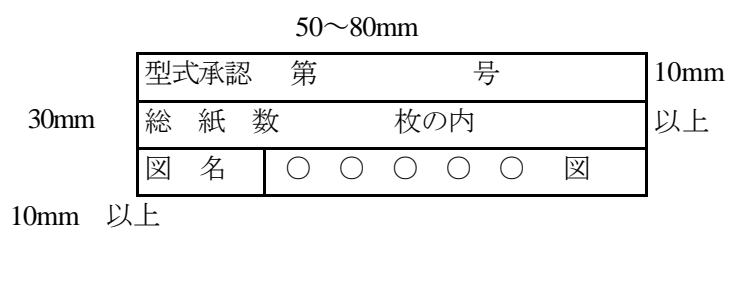 50～80mm
型式承認　第　　　　　号
10mm
30mm
総　紙　数　　　　枚の内
以上
図　名　○　○　○　○　○　図
10mm　以上